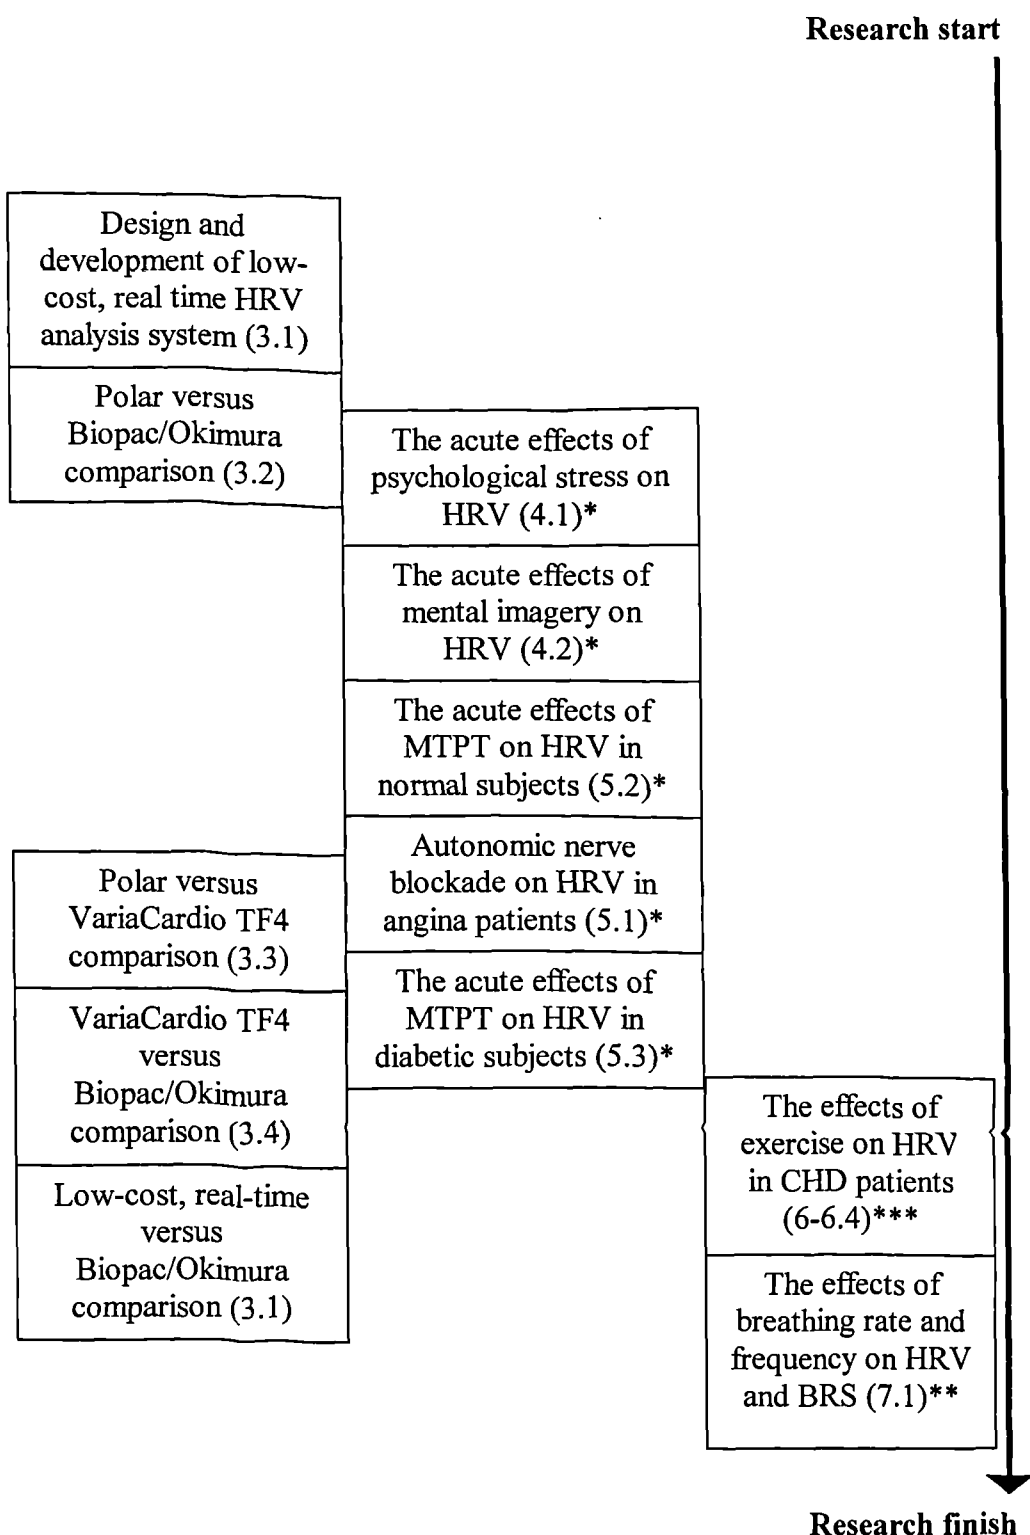 Research start
Design and
development of low-
cost, real time HRV
analysis system (3.1)
Polar versus
Biopac/Okimura
comparison (3.2)
The acute effects of
psychological stress on
HRV (4.1)*
The acute effects of
mental imagery on
HRV (4.2)*
The acute effects of
MTPT on HRV in
normal subjects (5.2)*
Autonomic nerve
blockade on HRV in
angina patients (5.1)*
The acute effects of
MTPT on HRV in
diabetic subjects (5.3)*
Polar versus
VariaCardio TF4
comparison (3.3)
VariaCardio TF4
versus
Biopac/Okimura
comparison (3.4)
Low-cost, real-time
versus
Biopac/Okimura
comparison (3.1)
The effects of
exercise on HRV
in CHD patients
(6-6.4)***
The effects of
breathing rate and
frequency on HRV
and BRS (7.1)**
Research finish